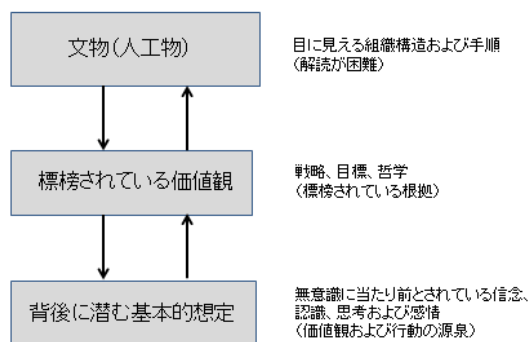 文物(人工物)
目に見える組織構造および手順
(解読が困難)
標榜されている価値観
戦略、目標、哲学
(標榜されている根拠)
背後に潜む基本的想定
無意識に当たり前とされている信念、
認識、思考および感情
(価値観および行動の源泉)